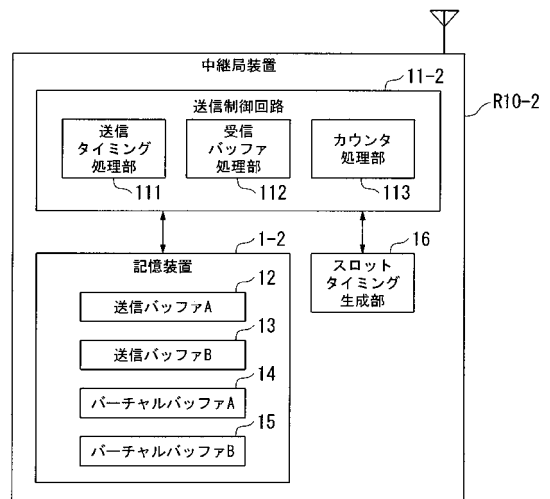 中継局装置
11-2
R10-2
送信制御回路
送信
タイミング
処理部
受信
バッファ
処理部
カウンタ
処理部
111
112
113
1-2
16
記憶装置
スロット
タイミング
生成部
12
送信バッファA
13
送信バッファB
14
バーチャルバッファA
15
バーチャルバッファB